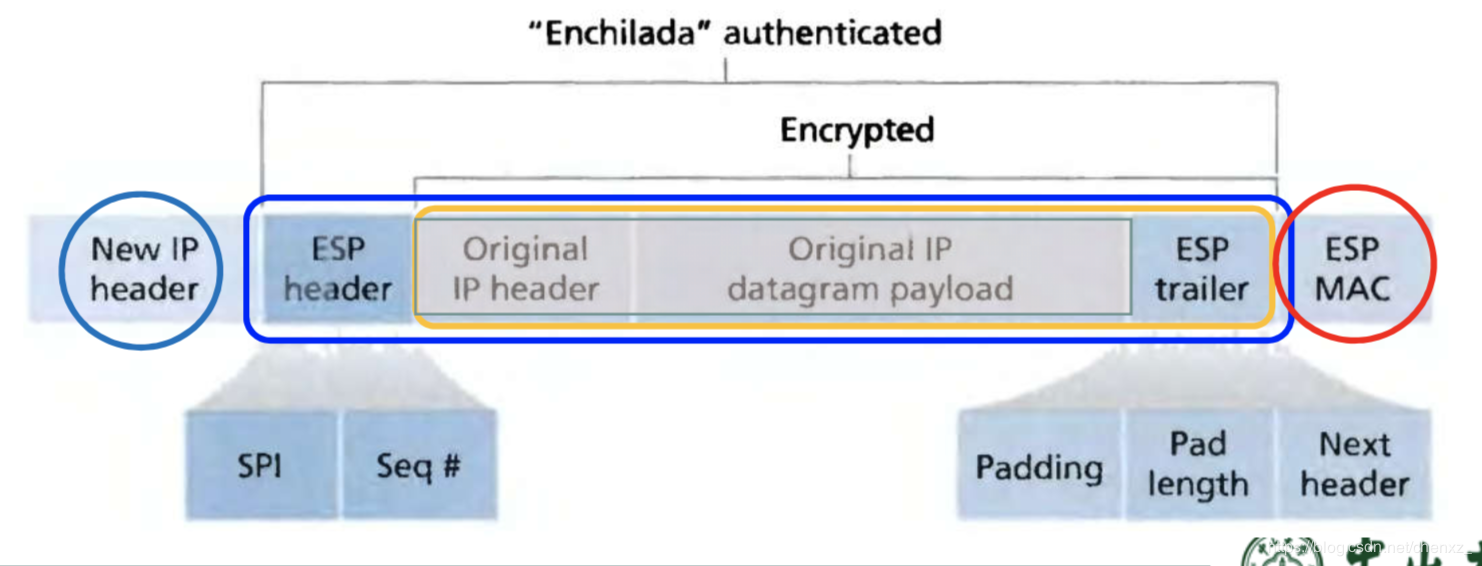 “Enchilada” authenticated
Encrypted
New IP
header
ESP
header
Original
IP header
Original IP
datagram payload
ESP
trailer
ESP
MAC
SPI
Seq #
Padding
Pad
length
Next
header
https://blog.csdn.net/dhenxz